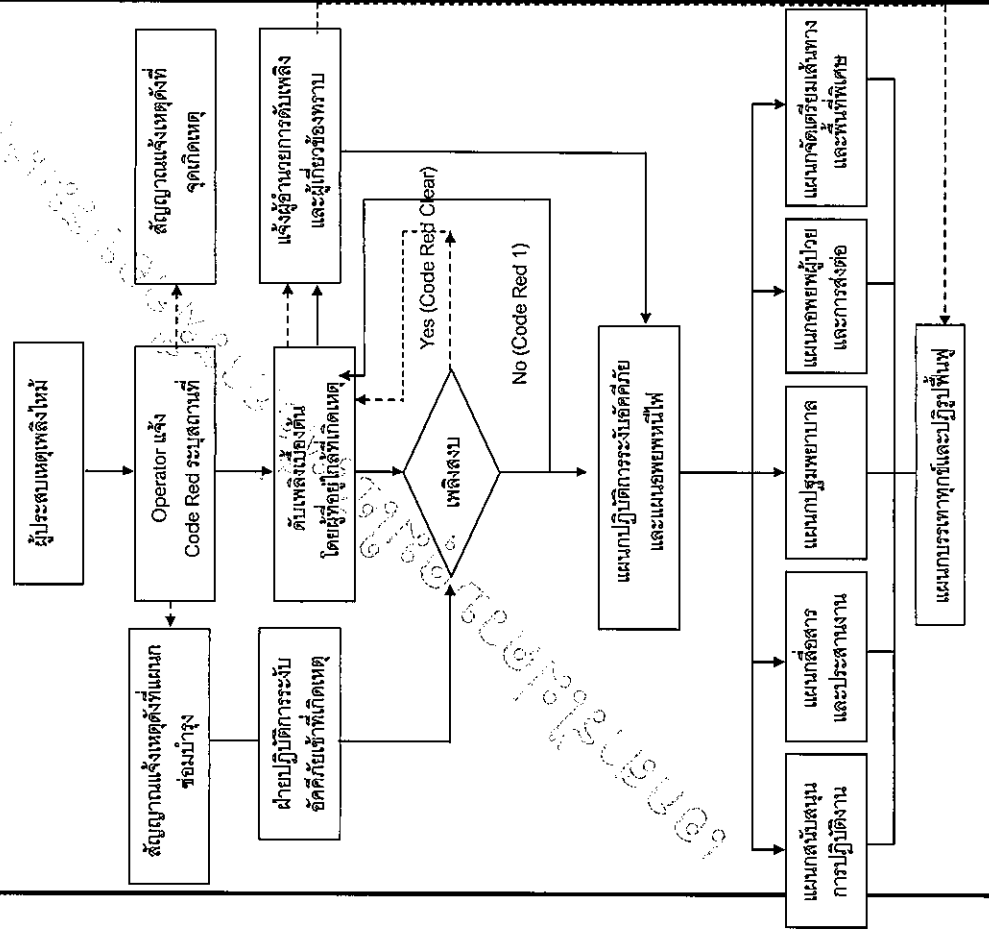 ผู้ประสบเหตุเพลิงไหม้
Operator แจ้ง
Code Red ระบุสถานที่
สัญญาณแจ้งเหตุดังที่
จุดเกิดเหตุ
สัญญาณแจ้งเหตุดังที่แผนก
ซ่อมบำรุง
ดับเพลิงเบื้องต้น
โดยผู้ที่อยู่ใกล้ที่เกิดเหตุ
แจ้งผู้อำนวยการดับเพลิง
และผู้เกี่ยวข้องทราบ
ฝ่ายปฏิบัติการระงับ
อัคคีภัยเข้าที่เกิดเหตุ
เพลิงสงบ
Yes (Code Red Clear)
No (Code Red 1)
แผนกปฏิบัติการระงับอัคคีภัย
และแผนอพยพหนีไฟ
แผนกสนับสนุน
การปฏิบัติงาน
แผนกสื่อสาร
และประสานงาน
แผนกปฐมพยาบาล
แผนกอพยพผู้ป่วย
และการส่งต่อ
แผนกจัดเตรียมเส้นทาง
และพื้นที่พิเศษ
แผนกบรรเทาทุกข์และปฏิรูปฟื้นฟู